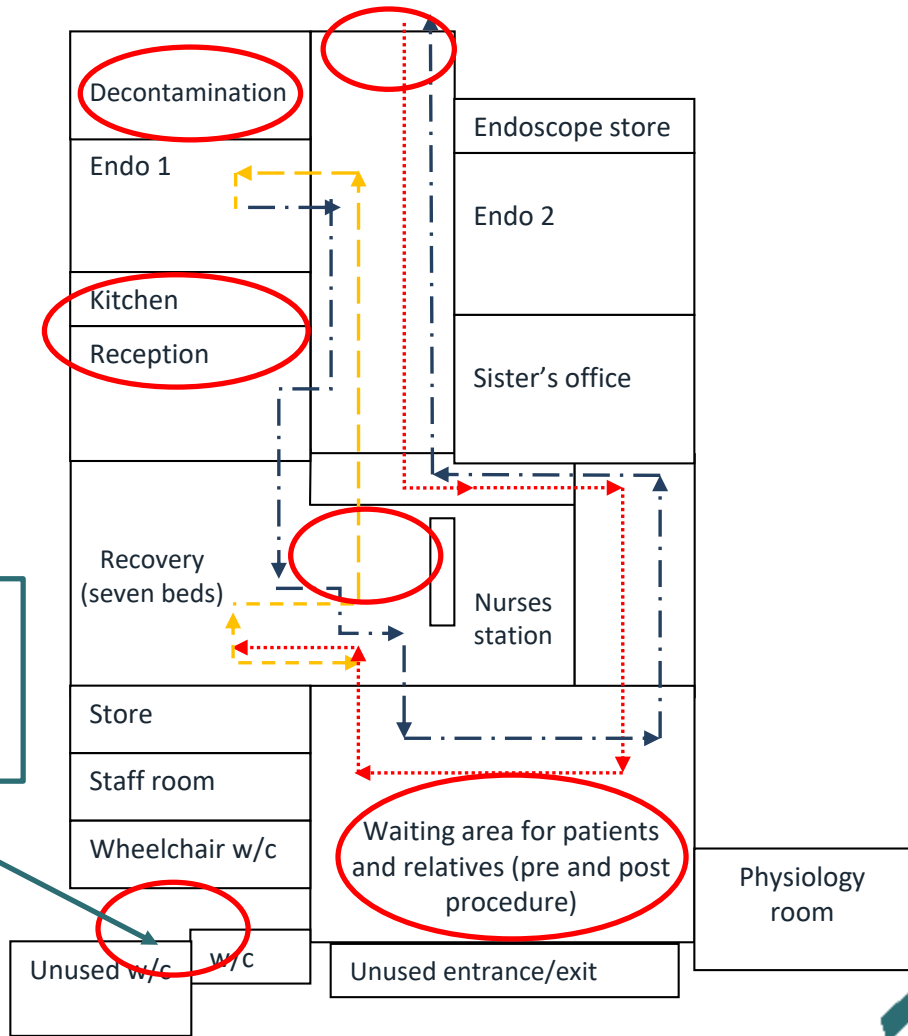 Decontamination
Endoscope store
Endo 1
Endo 2
Kitchen
Reception
Sister's office
Recovery
(seven beds)
Nurses
station
Store
Staff room
Wheelchair w/c
Waiting area for patients
and relatives (pre and post
procedure)
Physiology
room
w/c
Unused w/c
Unused entrance/exit